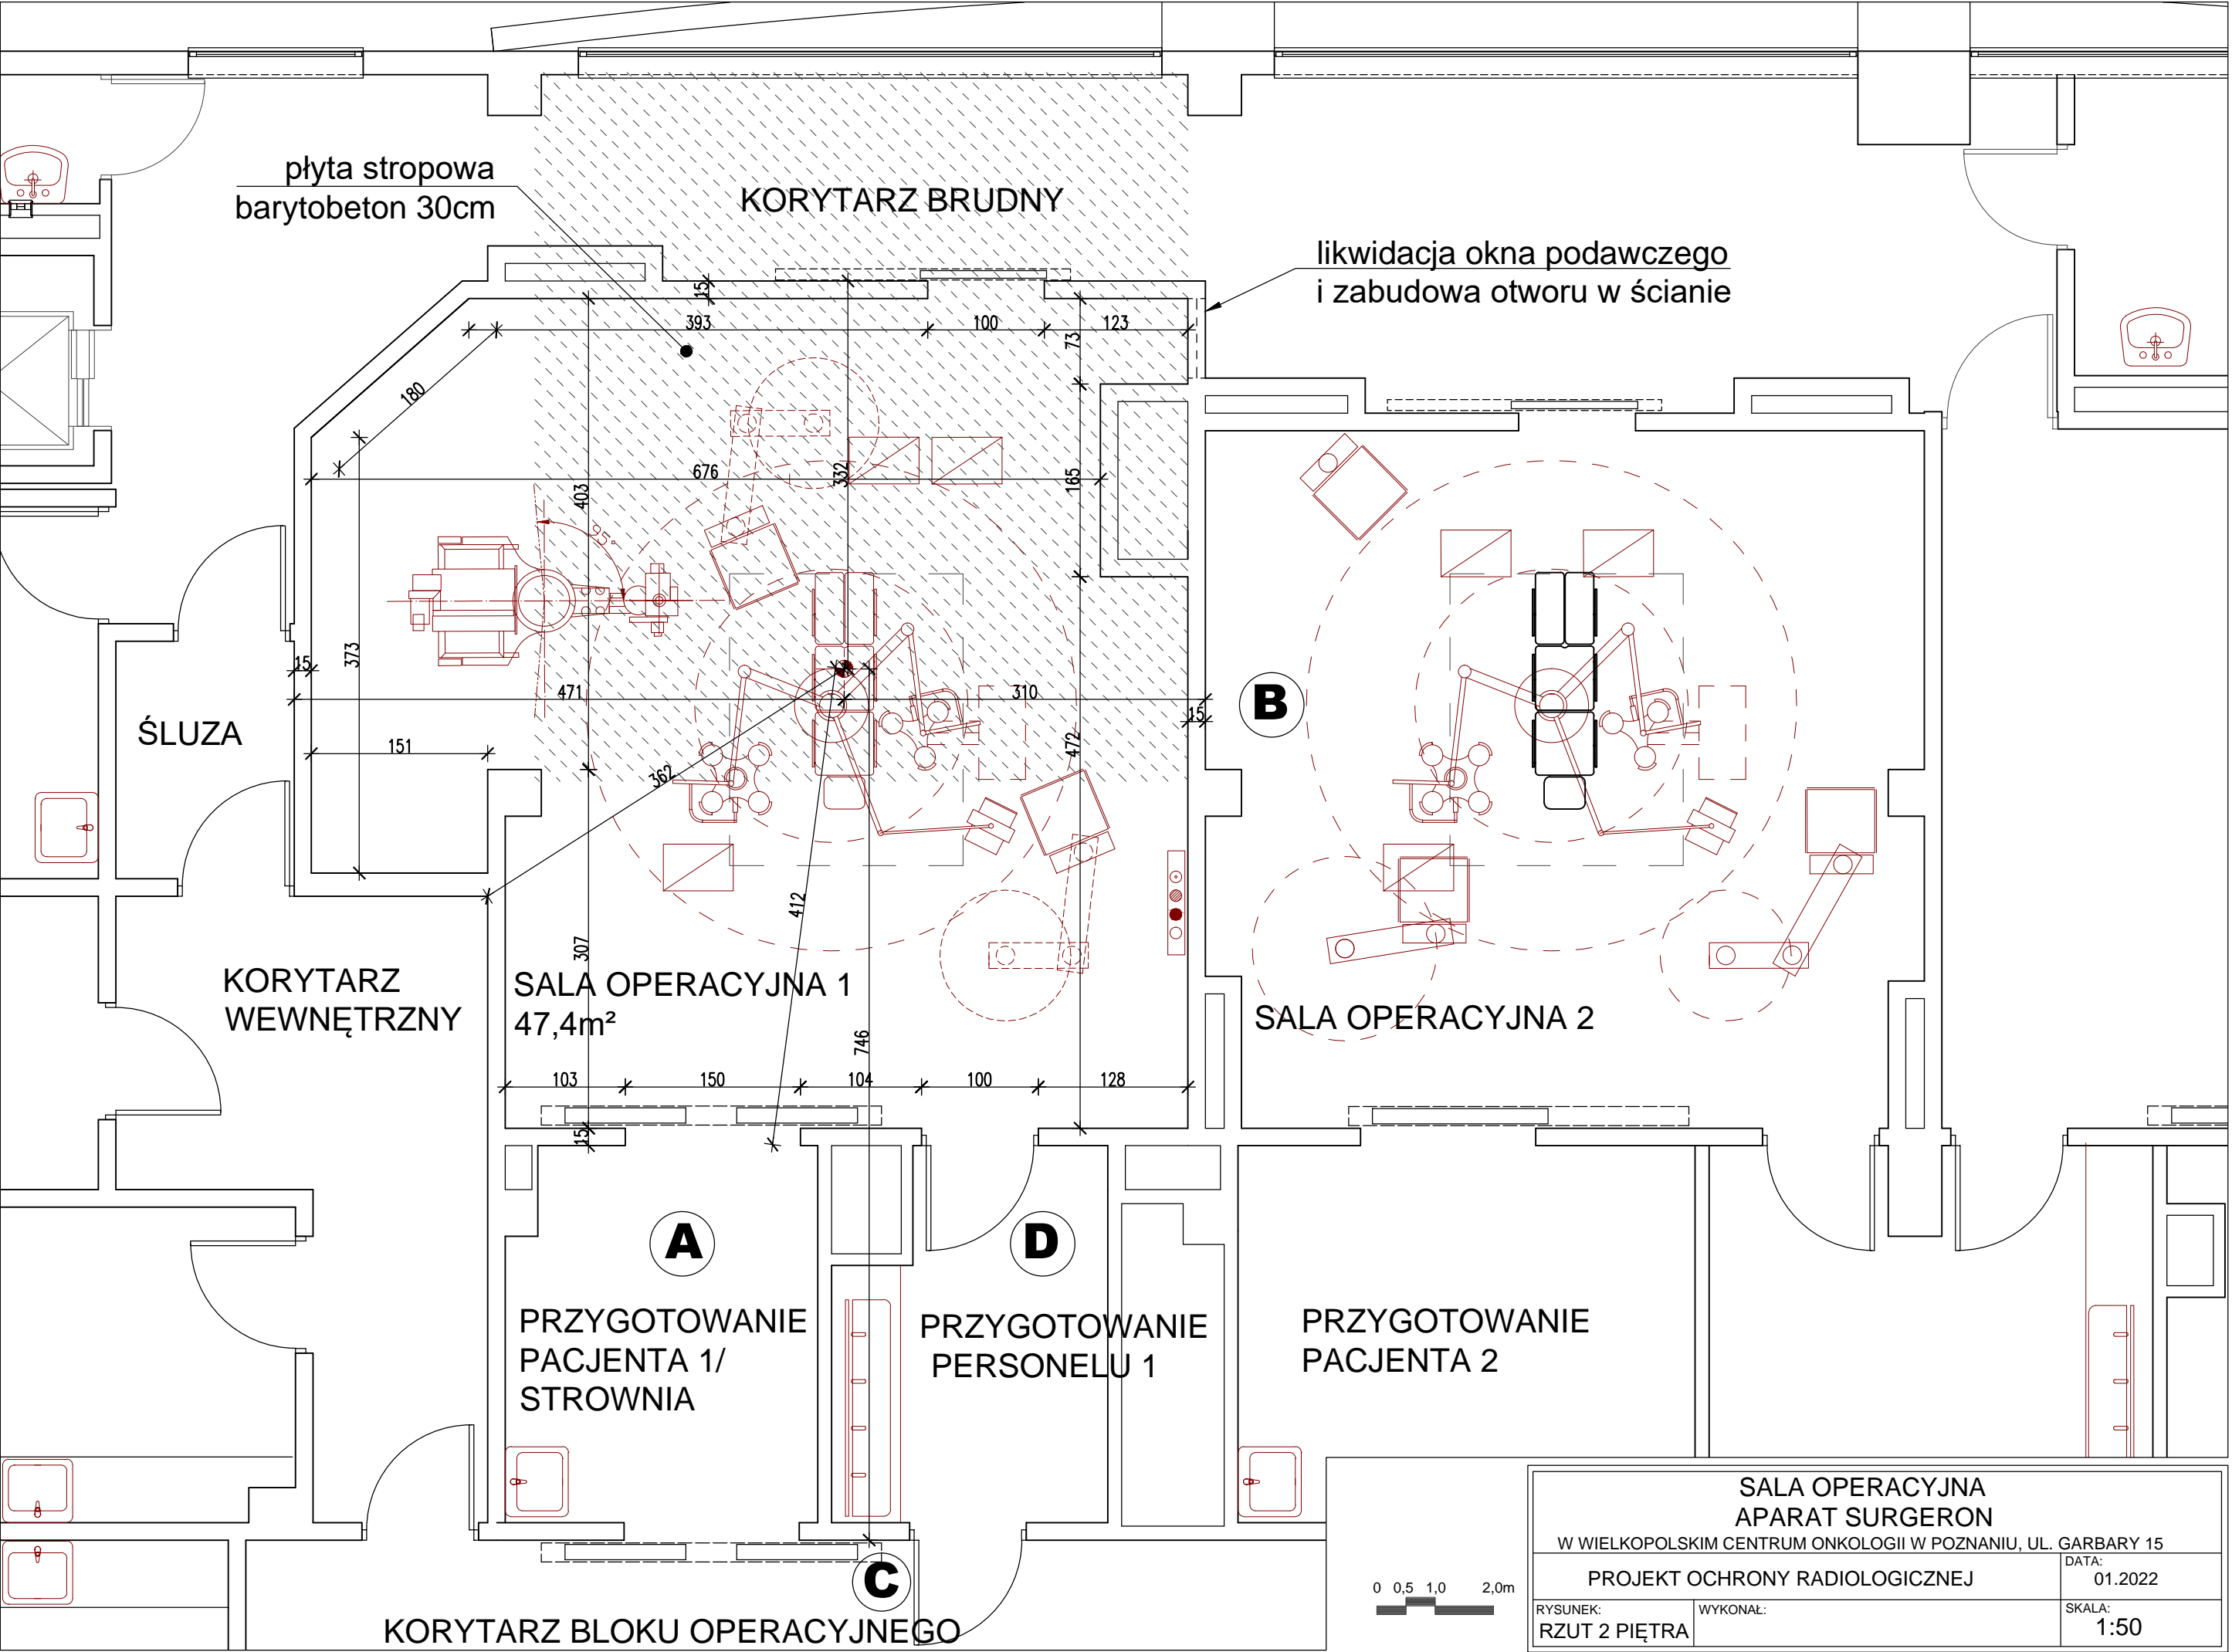 płyta stropowa
barytobeton 30cm
KORYTARZ BRUDNY
likwidacja okna podawczego
i zabudowa otworu w ścianie
15
393
100
123
73
180
676
403
332
165
95°
15
373
471
310
15
B
ŚLUZA
151
472
362
412
307
KORYTARZ
WEWNĘTRZNY
SALA OPERACYJNA 1
47,4m²
SALA OPERACYJNA 2
746
103
150
104
100
128
15
A
D
PRZYGOTOWANIE
PACJENTA 1/
STROWNIA
PRZYGOTOWANIE
PERSONELU 1
PRZYGOTOWANIE
PACJENTA 2
C
KORYTARZ BLOKU OPERACYJNEGO
0 0,5 1,0 2,0m
SALA OPERACYJNA
APARAT SURGERON
W WIELKOPOLSKIM CENTRUM ONKOLOGII W POZNANIU, UL. GARBARY 15
PROJEKT OCHRONY RADIOLOGICZNEJ
DATA:
01.2022
RYSUNEK:
RZUT 2 PIĘTRA
WYKONAŁ:
SKALA:
1:50